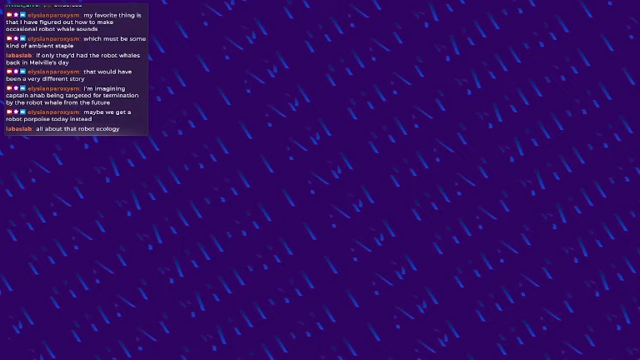 elysianparoxysm: my favorite thing is
that I have figured out how to make
occasional robot whale sounds
elysianparoxysm: which must be some
kind of ambient staple
labaslab: if only they'd had the robot whales
back in Melville's day
elysianparoxysm: that would have
been a very different story
elysianparoxysm: I'm imagining
captain ahab being targeted for termination
by the robot whale from the future
elysianparoxysm: maybe we get a
robot porpoise today instead
labaslab: all about that robot ecology